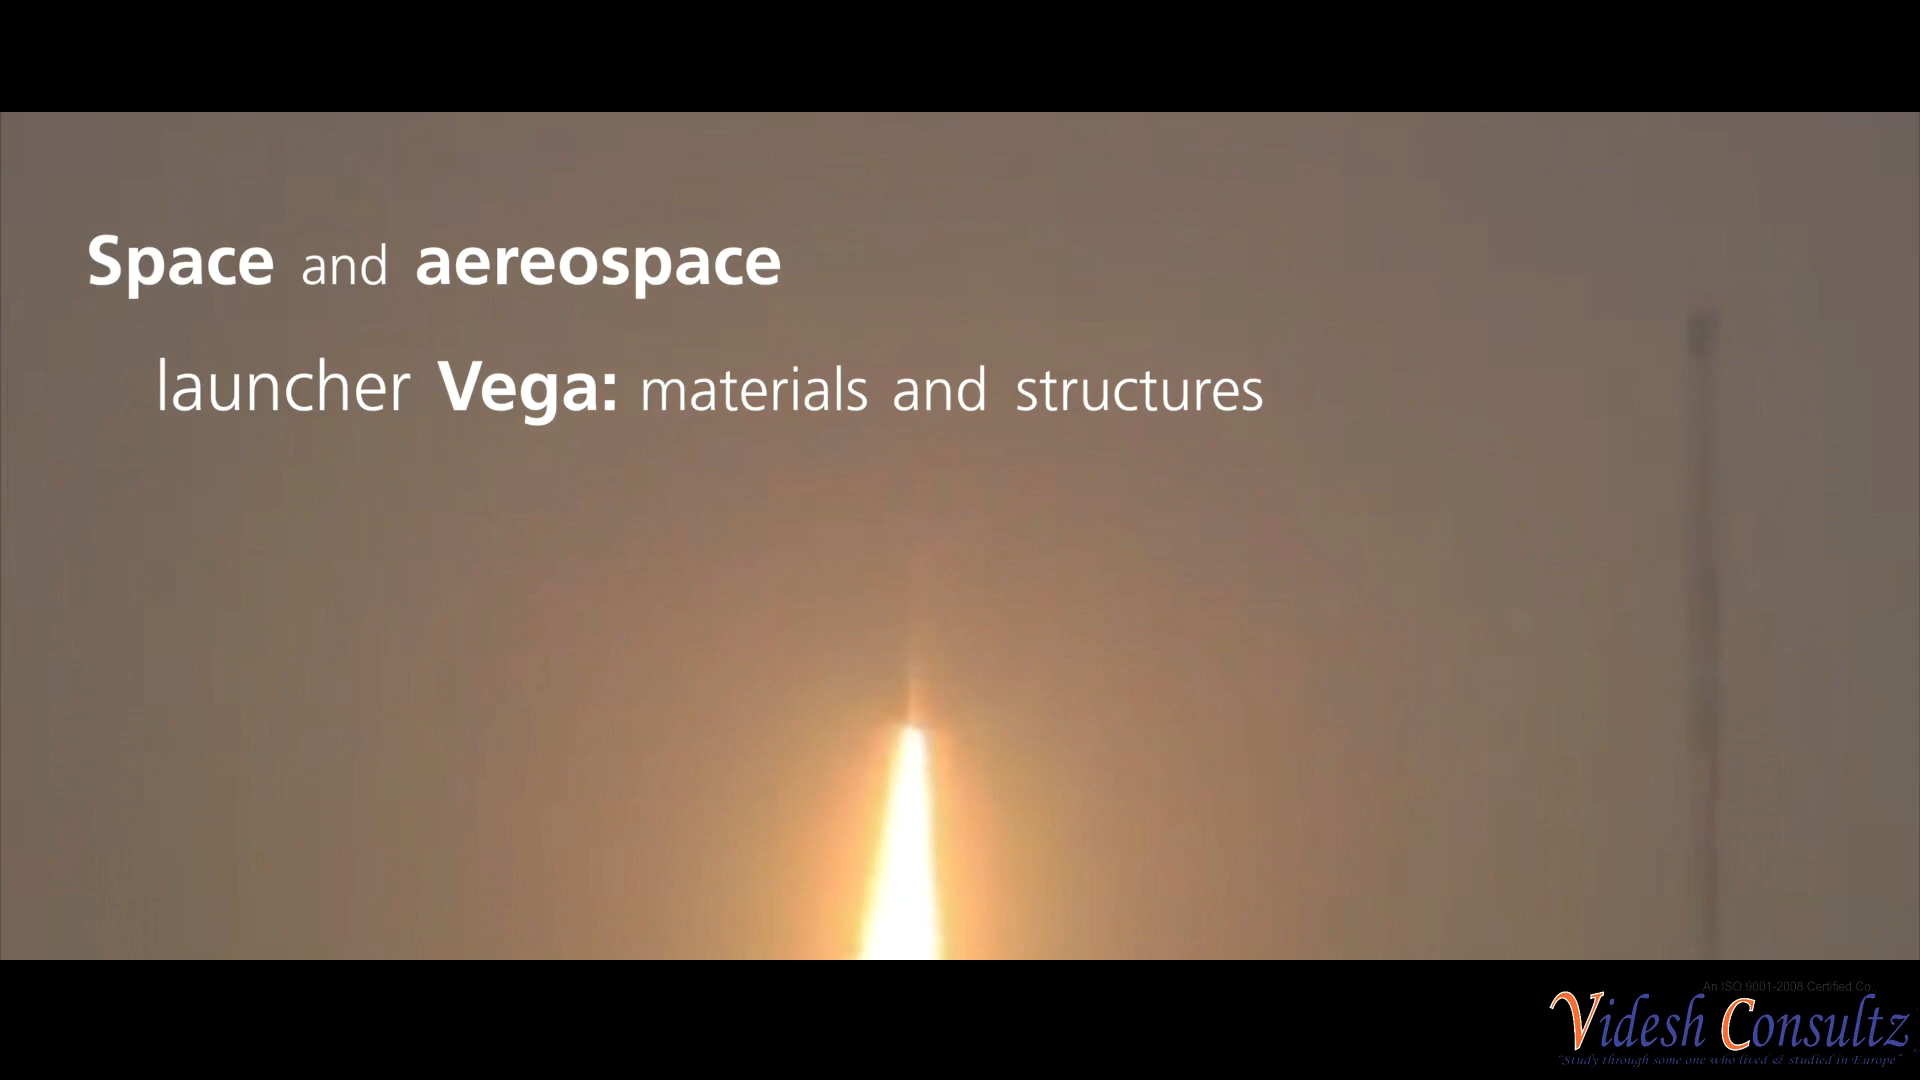 Space and aereospace
launcher Vega: materials and structures
An ISO 9001-2008 Certified Co.
Videsh Consultz
"Study through some one who lived & studied in Europe"